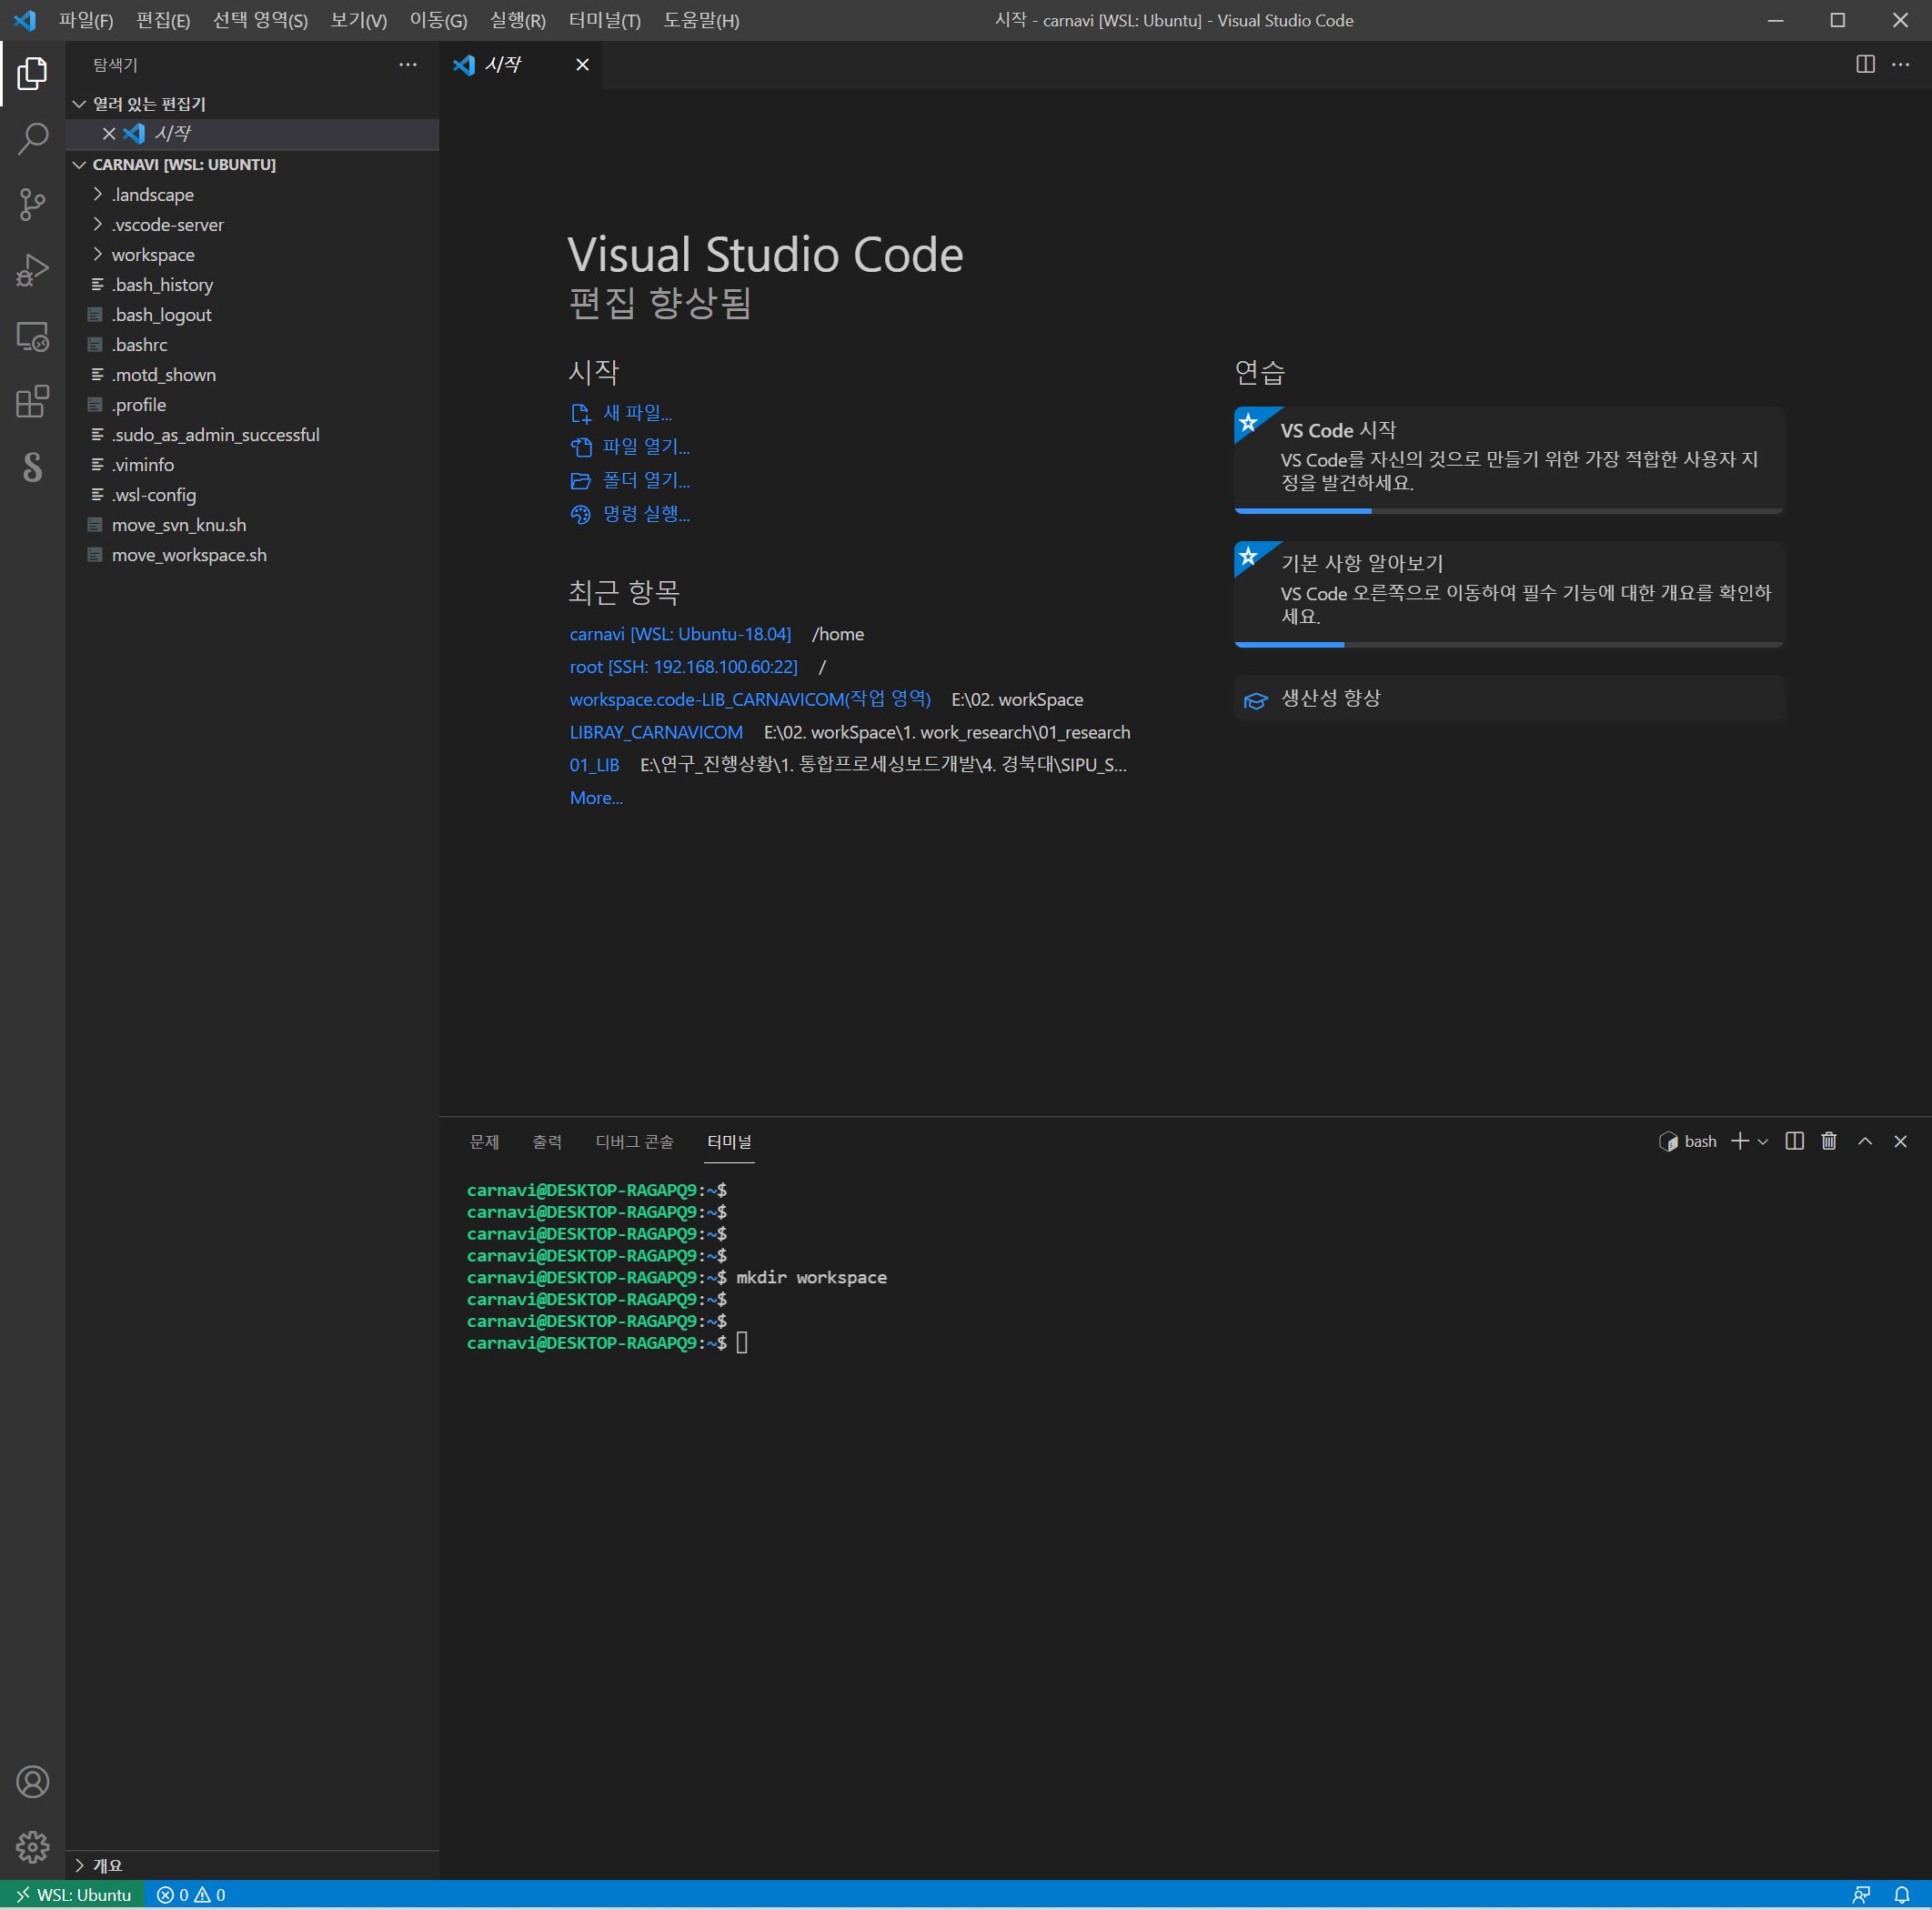 파일(F) 편집(E) 선택 영역(S) 보기(V) 이동(G) 실행(R) 터미널(T) 도움말(H) 시작 - carnavi [WSL: Ubuntu] - Visual Studio Code
탐색기
열려 있는 편집기
시작
CARNAVI [WSL: UBUNTU]
.landscape
.vscode-server
workspace
.bash_history
.bash_logout
.bashrc
.motd_shown
.profile
.sudo_as_admin_successful
.viminfo
.wsl-config
move_svn_knu.sh
move_workspace.sh
개요
시작
Visual Studio Code
편집 향상됨
시작
새 파일...
파일 열기...
폴더 열기...
명령 실행...
최근 항목
carnavi [WSL: Ubuntu-18.04] /home
root [SSH: 192.168.100.60:22] /
workspace.code-LIB_CARNAVICOM(작업 영역) E:\02. workSpace
LIBRAY_CARNAVICOM E:\02. workSpace\1. work_research\01_research
01_LIB E:\연구_진행상황\1. 통합프로세싱보드개발\4. 경북대\SIPU_S...
More...
연습
VS Code 시작
VS Code를 자신의 것으로 만들기 위한 가장 적합한 사용자 지
정을 발견하세요.
기본 사항 알아보기
VS Code 오른쪽으로 이동하여 필수 기능에 대한 개요를 확인하
세요.
생산성 향상
문제 출력 디버그 콘솔 터미널 bash
carnavi@DESKTOP-RAGAPQ9:~$
carnavi@DESKTOP-RAGAPQ9:~$
carnavi@DESKTOP-RAGAPQ9:~$
carnavi@DESKTOP-RAGAPQ9:~$
carnavi@DESKTOP-RAGAPQ9:~$ mkdir workspace
carnavi@DESKTOP-RAGAPQ9:~$
carnavi@DESKTOP-RAGAPQ9:~$
carnavi@DESKTOP-RAGAPQ9:~$
WSL: Ubuntu 0 0